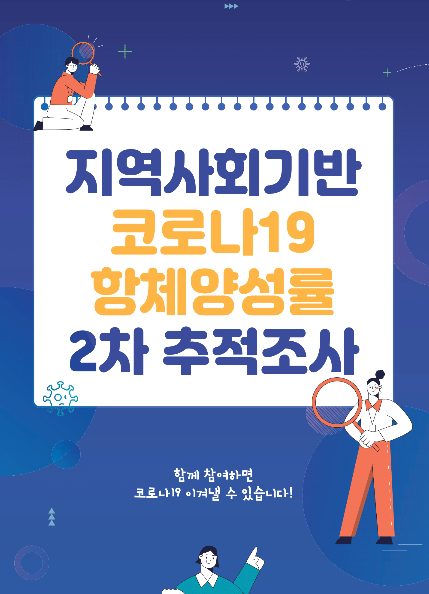 지역사회기반
코로나19
항체양성률
2차 추적조사
함께 참여하면
코로나19 이겨낼 수 있습니다!